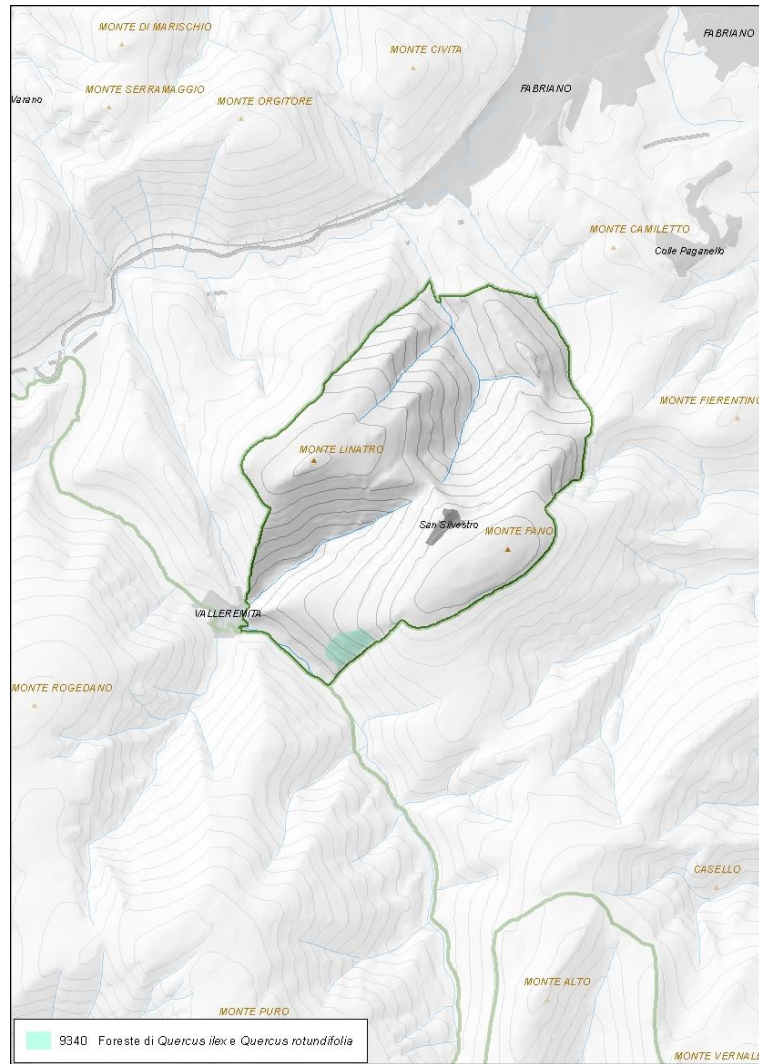 MONTE DI MARISCHIO
FABRIANO
MONTE CIVITA
MONTE SERRAMAGGIO
FABRIANO
Varano
MONTE ORGITORE
MONTE CAMILETTO
Colle Paganello
MONTE FIERENTINO
MONTE LINATRO
San Silvestro
MONTE FANO
VALLEREMITA
MONTE ROGEDANO
CASELLO
MONTE ALTO
MONTE PURO
9340 Foreste di Quercus ilex e Quercus rotundifolia
MONTE VERNALE